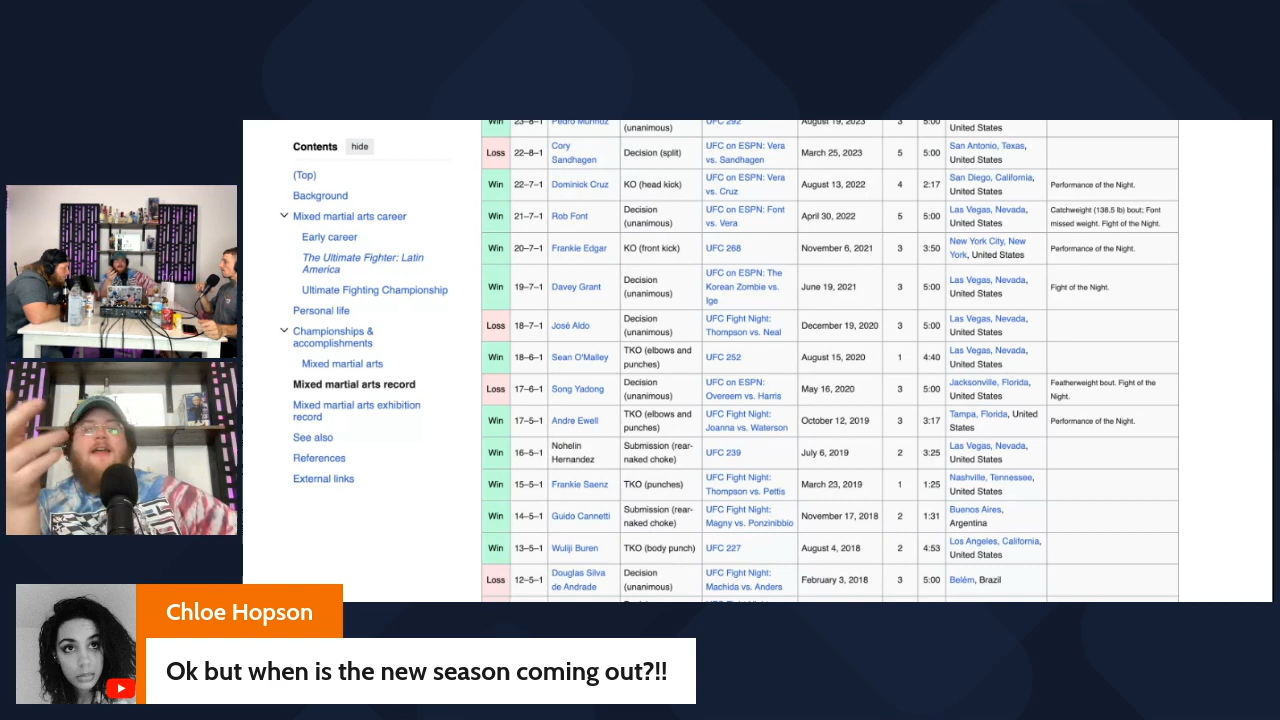 Contents hide
(Top)
Background
Mixed martial arts career
Early career
The Ultimate Fighter: Latin
America
Ultimate Fighting Championship
Personal life
Championships &
accomplishments
Mixed martial arts
Mixed martial arts record
Mixed martial arts exhibition
record
See also
References
External links
Win 23–8–1 Pedro Munhoz (unanimous) UFC 292 August 19, 2023 3 5:00 United States
Loss 22–8–1 Cory Sandhagen Decision (split) UFC on ESPN: Vera vs. Sandhagen March 25, 2023 5 5:00 San Antonio, Texas, United States
Win 22–7–1 Dominick Cruz KO (head kick) UFC on ESPN: Vera vs. Cruz August 13, 2022 4 2:17 San Diego, California, United States Performance of the Night.
Win 21–7–1 Rob Font Decision (unanimous) UFC on ESPN: Font vs. Vera April 30, 2022 5 5:00 Las Vegas, Nevada, United States Catchweight (138.5 lb) bout; Font missed weight. Fight of the Night.
Win 20–7–1 Frankie Edgar KO (front kick) UFC 268 November 6, 2021 3 3:50 New York City, New York, United States Performance of the Night.
Win 19–7–1 Davey Grant Decision (unanimous) UFC on ESPN: The Korean Zombie vs. Ige June 19, 2021 3 5:00 Las Vegas, Nevada, United States Fight of the Night.
Loss 18–7–1 José Aldo Decision (unanimous) UFC Fight Night: Thompson vs. Neal December 19, 2020 3 5:00 Las Vegas, Nevada, United States
Win 18–6–1 Sean O'Malley TKO (elbows and punches) UFC 252 August 15, 2020 1 4:40 Las Vegas, Nevada, United States
Loss 17–6–1 Song Yadong Decision (unanimous) UFC on ESPN: Overeem vs. Harris May 16, 2020 3 5:00 Jacksonville, Florida, United States Featherweight bout. Fight of the Night.
Win 17–5–1 Andre Ewell TKO (elbows and punches) UFC Fight Night: Joanna vs. Waterson October 12, 2019 3 3:17 Tampa, Florida, United States Performance of the Night.
Win 16–5–1 Nohelin Hernandez Submission (rear-naked choke) UFC 239 July 6, 2019 2 3:25 Las Vegas, Nevada, United States
Win 15–5–1 Frankie Saenz TKO (punches) UFC Fight Night: Thompson vs. Pettis March 23, 2019 1 1:25 Nashville, Tennessee, United States
Win 14–5–1 Guido Cannetti Submission (rear-naked choke) UFC Fight Night: Magny vs. Ponzinibbio November 17, 2018 2 1:31 Buenos Aires, Argentina
Win 13–5–1 Wuliji Buren TKO (body punch) UFC 227 August 4, 2018 2 4:53 Los Angeles, California, United States
Loss 12–5–1 Douglas Silva de Andrade Decision (unanimous) UFC Fight Night: Machida vs. Anders February 3, 2018 3 5:00 Belém, Brazil
Chloe Hopson
Ok but when is the new season coming out?!!